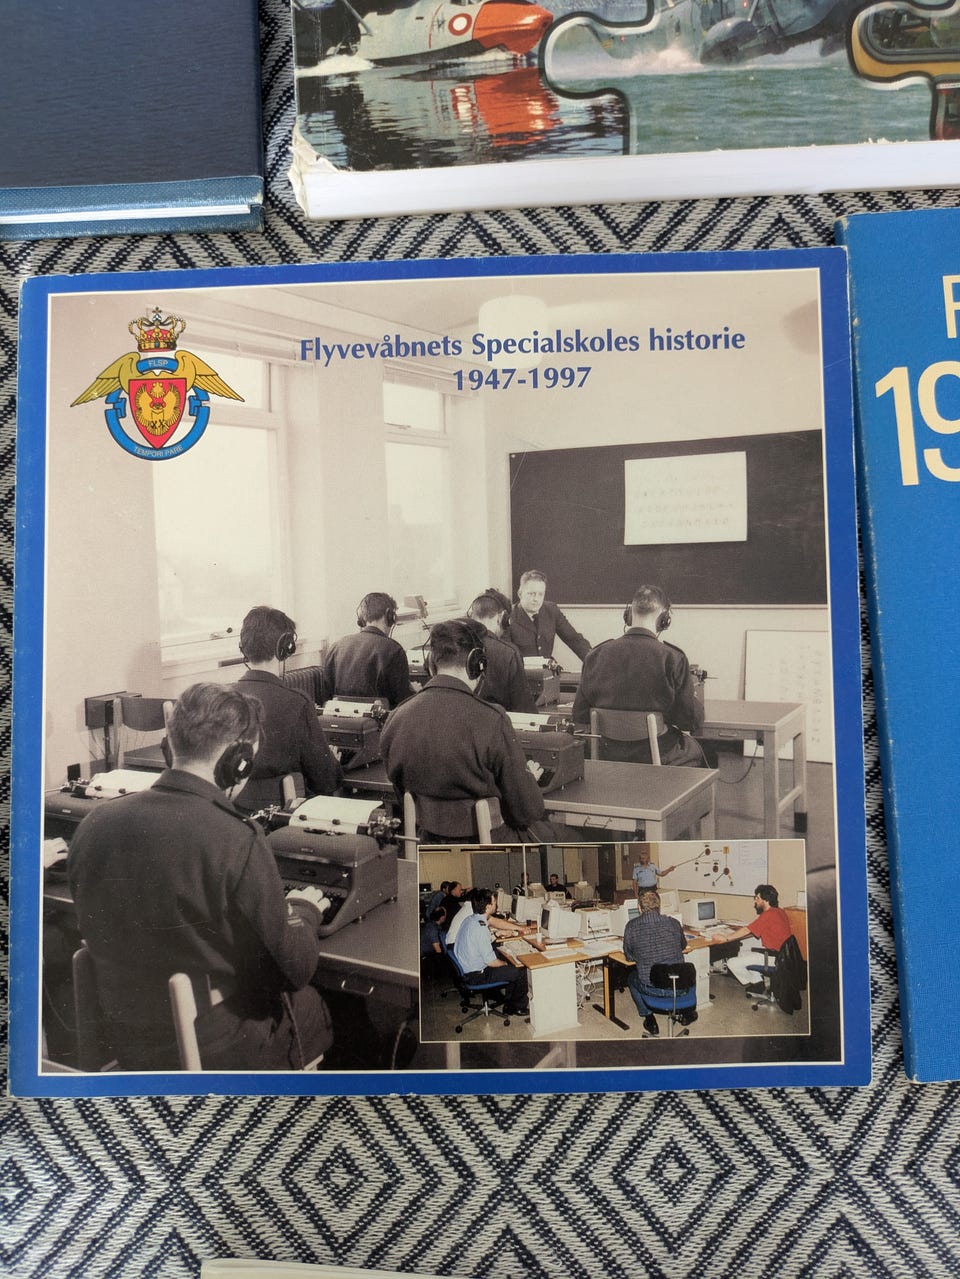 Flyvevåbnets Specialskoles historie
1947-1997
FLSP
TEMPORI PARE